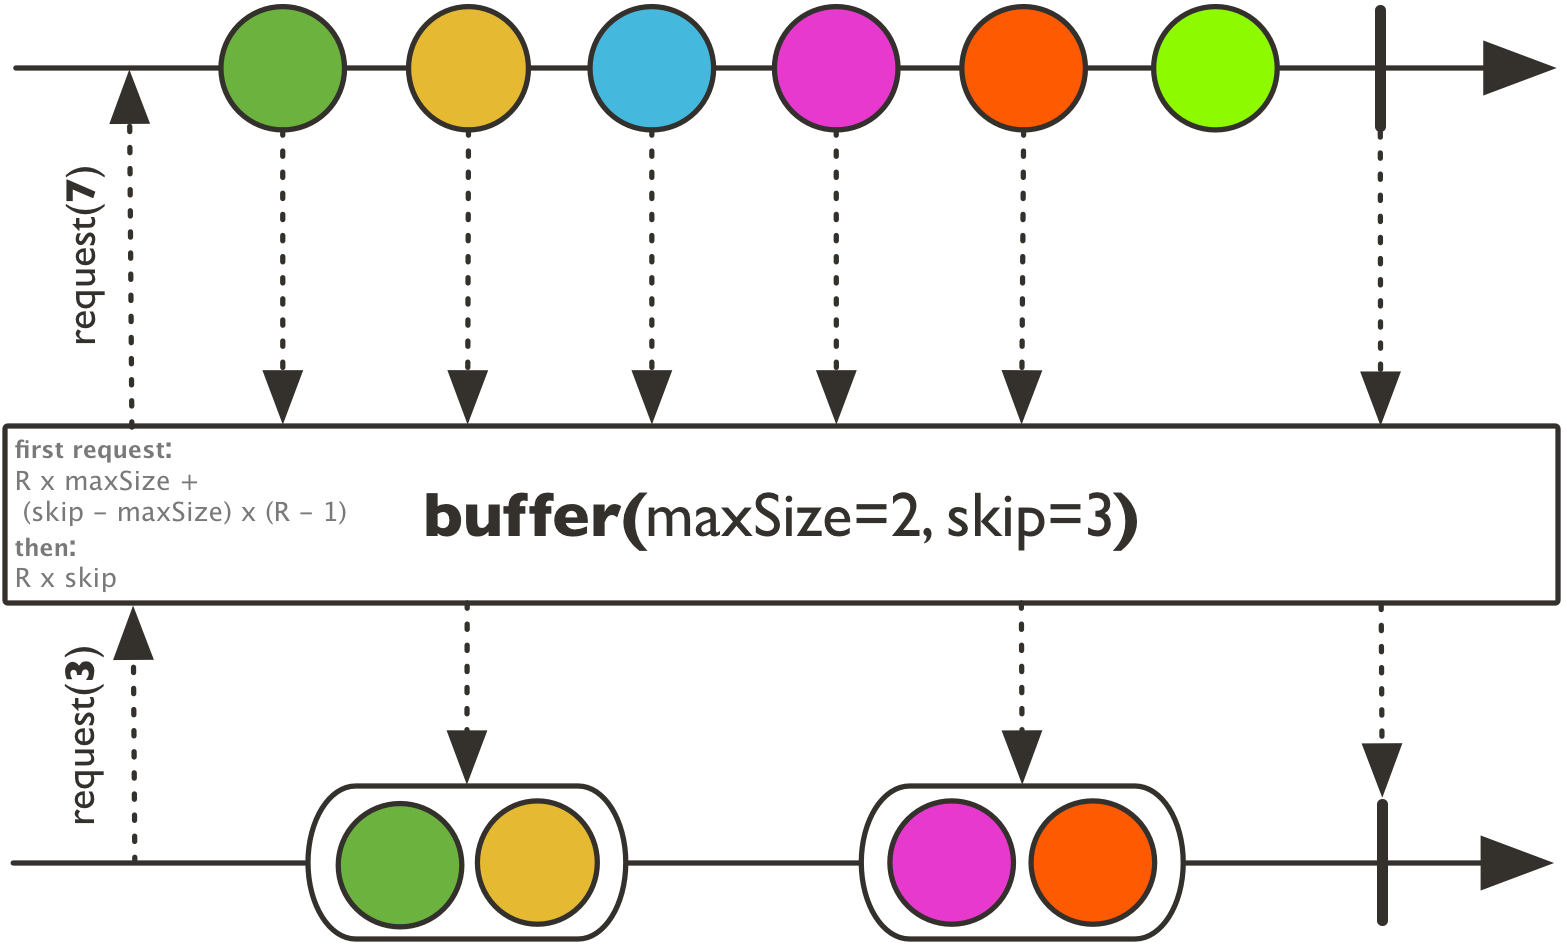 request(7)
first request:
R x maxSize +
(skip – maxSize) x (R – 1)
then:
R x skip
buffer(maxSize=2, skip=3)
request(3)